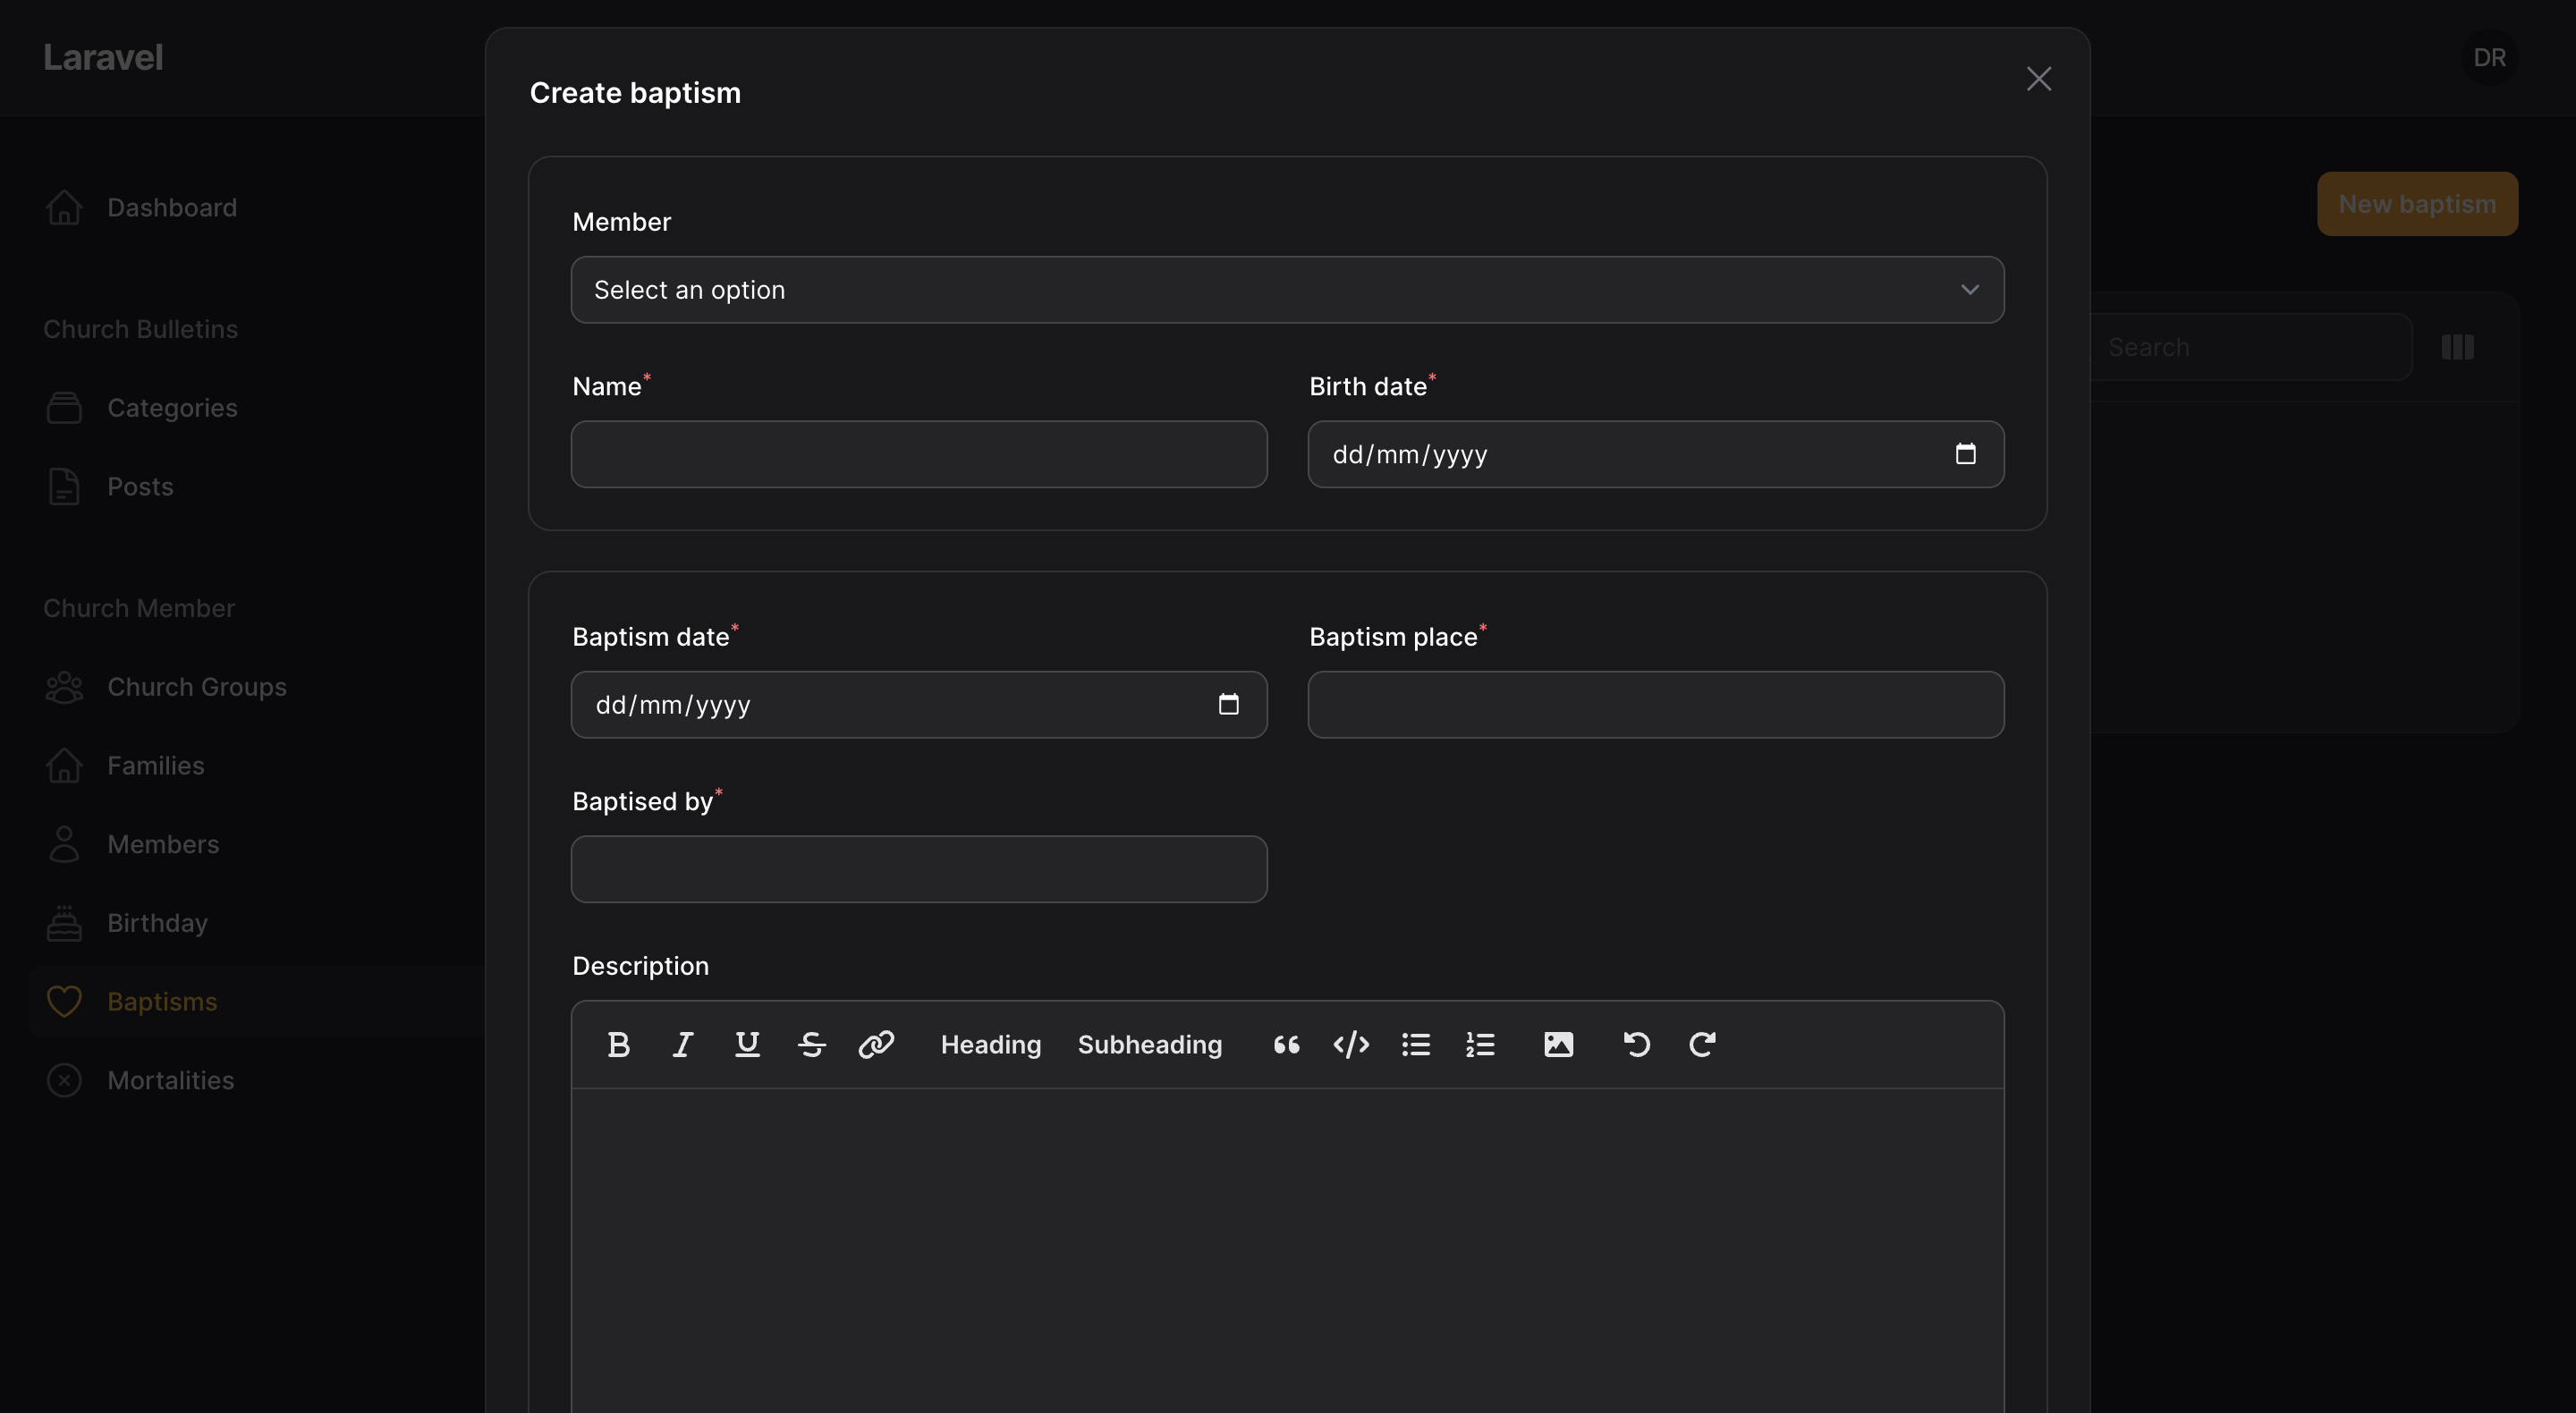 Laravel
DR
Dashboard
Church Bulletins
Categories
Posts
Church Member
Church Groups
Families
Members
Birthday
Baptisms
Mortalities
New baptism
Search
Create baptism
Member
Select an option
Name*
Birth date*
dd/mm/yyyy
Baptism date*
Baptism place*
dd/mm/yyyy
Baptised by*
Description
Heading Subheading